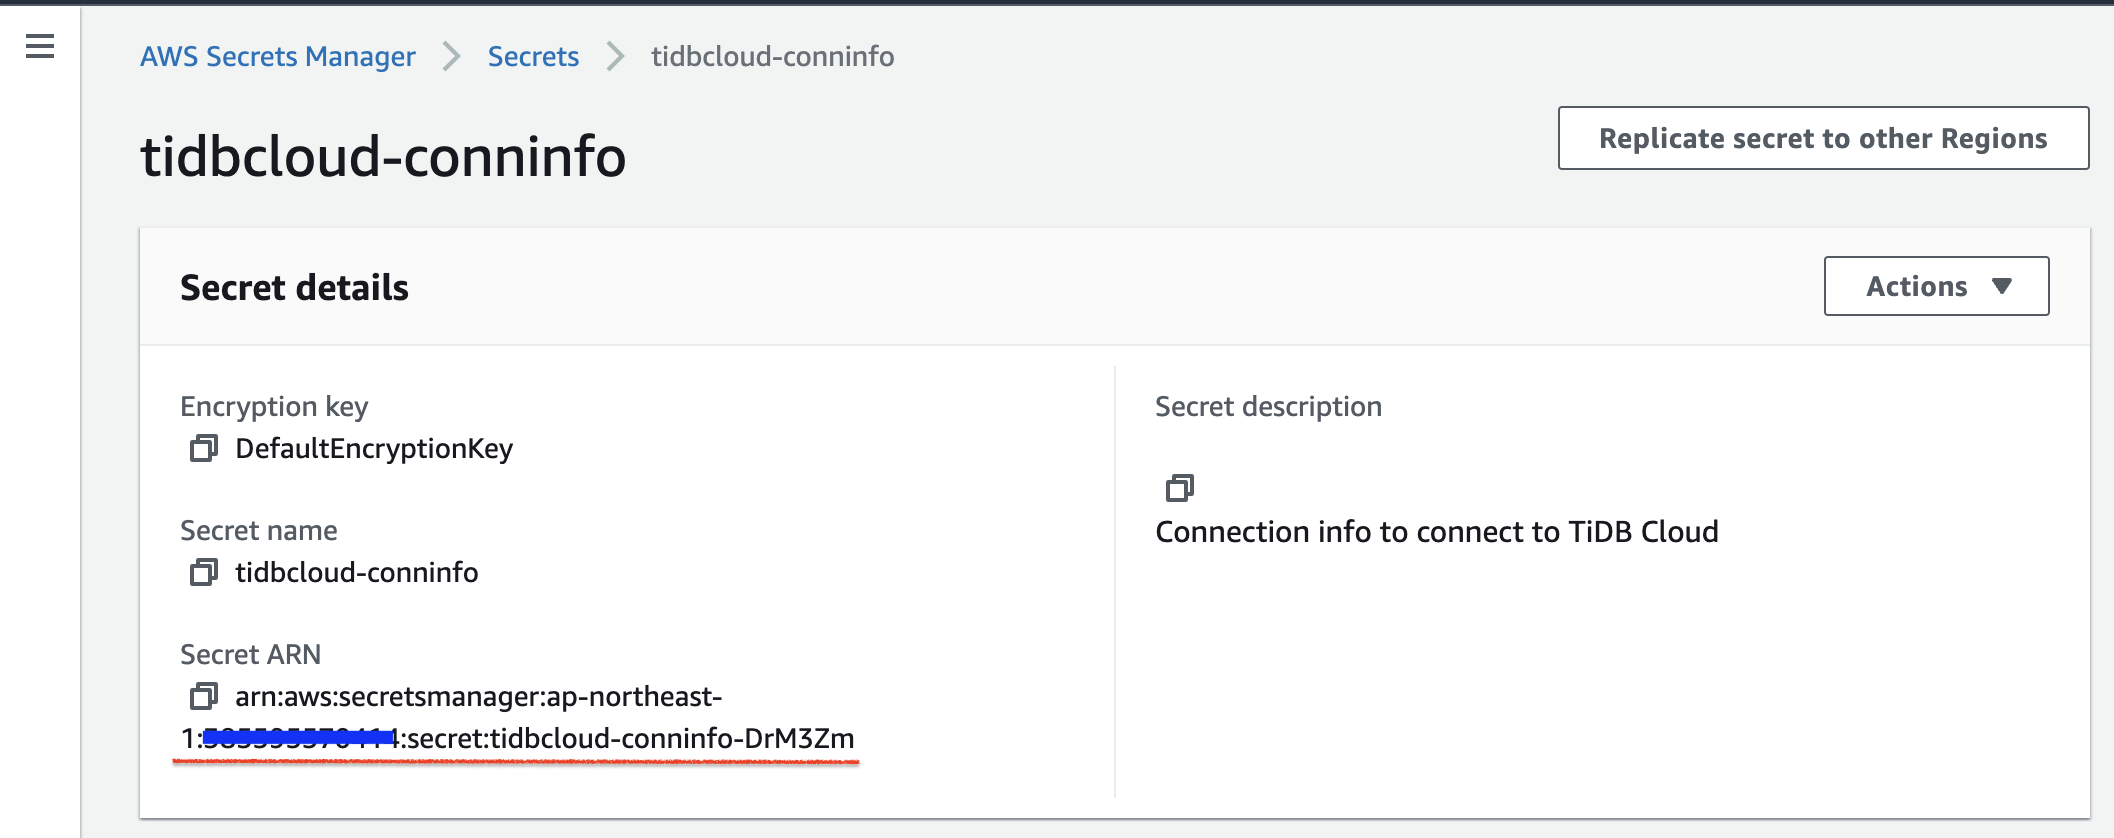 AWS Secrets Manager > Secrets > tidbcloud-conninfo
tidbcloud-conninfo
Replicate secret to other Regions
Secret details
Actions
Encryption key
DefaultEncryptionKey
Secret name
tidbcloud-conninfo
Secret ARN
arn:aws:secretsmanager:ap-northeast-
1: :secret:tidbcloud-conninfo-DrM3Zm
Secret description
Connection info to connect to TiDB Cloud